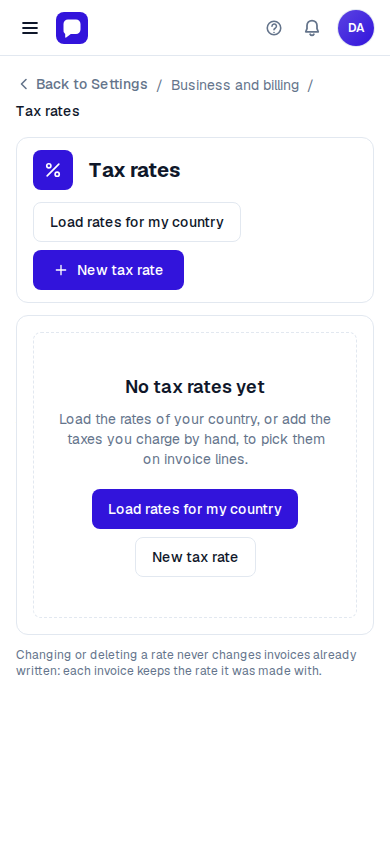 DA
Back to Settings / Business and billing /
Tax rates
Tax rates
Load rates for my country
New tax rate
No tax rates yet
Load the rates of your country, or add the
taxes you charge by hand, to pick them
on invoice lines.
Load rates for my country
New tax rate
Changing or deleting a rate never changes invoices already
written: each invoice keeps the rate it was made with.